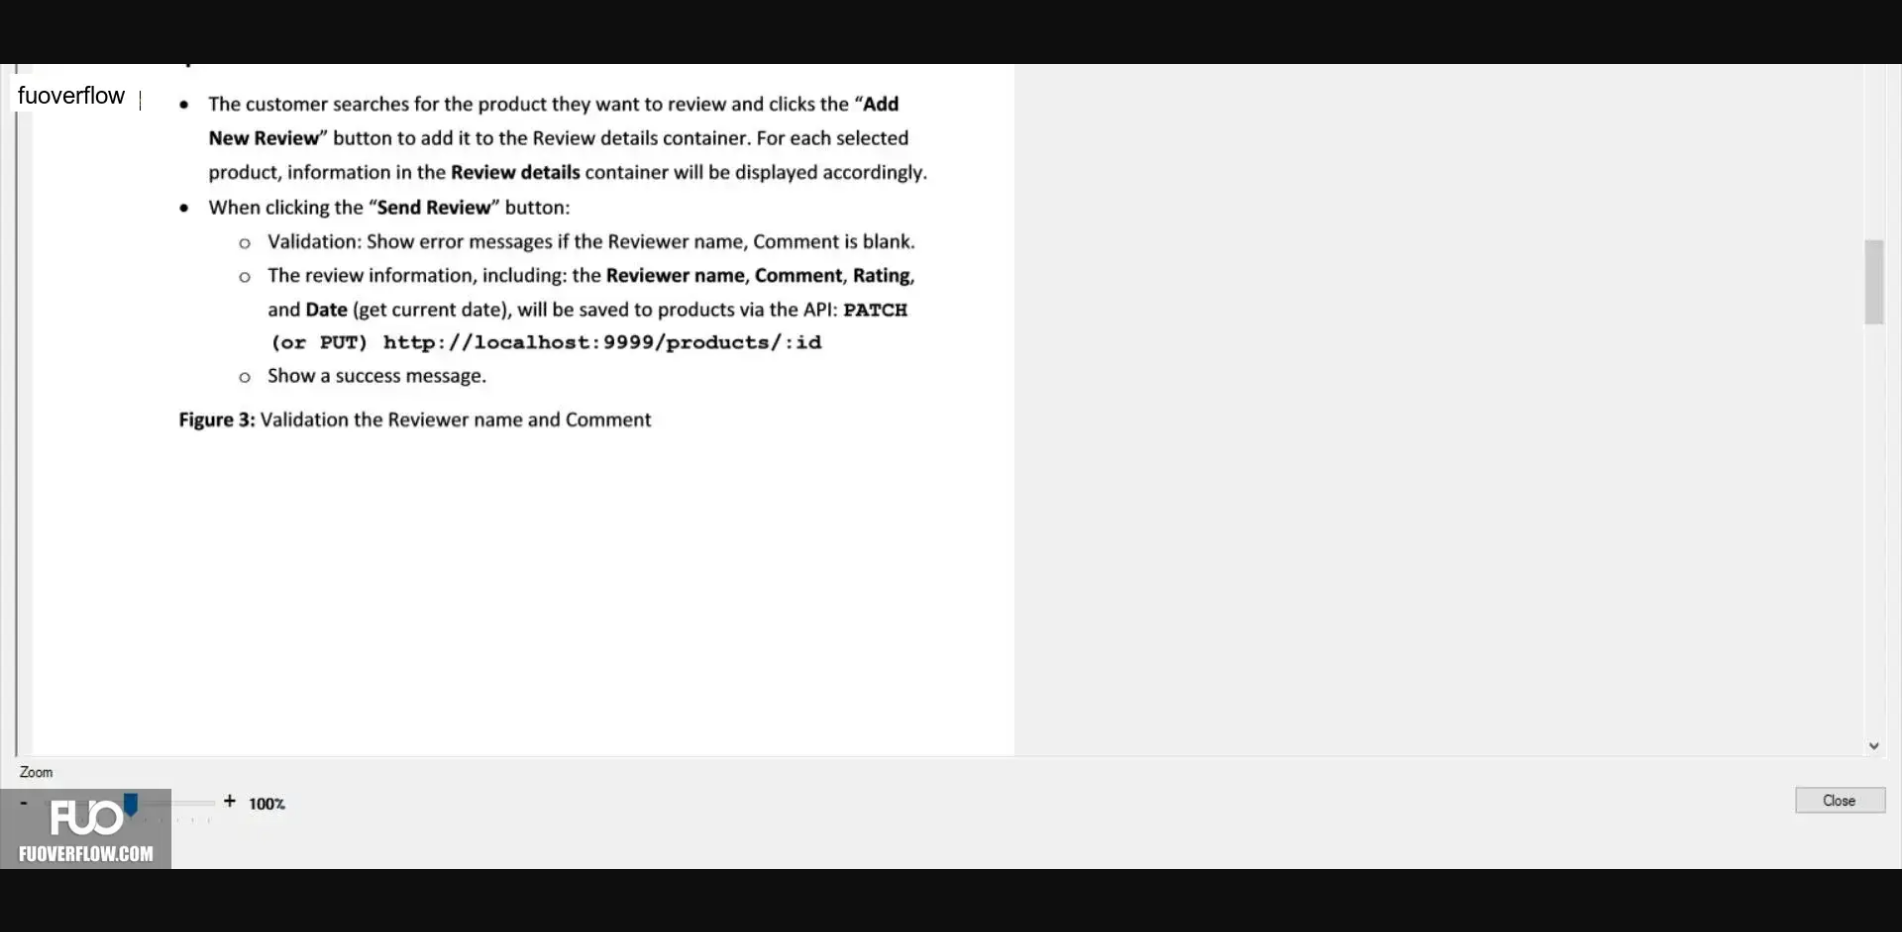 fuoverflow
• The customer searches for the product they want to review and clicks the “Add
New Review” button to add it to the Review details container. For each selected
product, information in the Review details container will be displayed accordingly.
• When clicking the “Send Review” button:
o Validation: Show error messages if the Reviewer name, Comment is blank.
o The review information, including: the Reviewer name, Comment, Rating,
and Date (get current date), will be saved to products via the API: PATCH
(or PUT) http://localhost:9999/products/:id
o Show a success message.
Figure 3: Validation the Reviewer name and Comment
Zoom
- + 100%
Close
FUO
FUOVERFLOW.COM